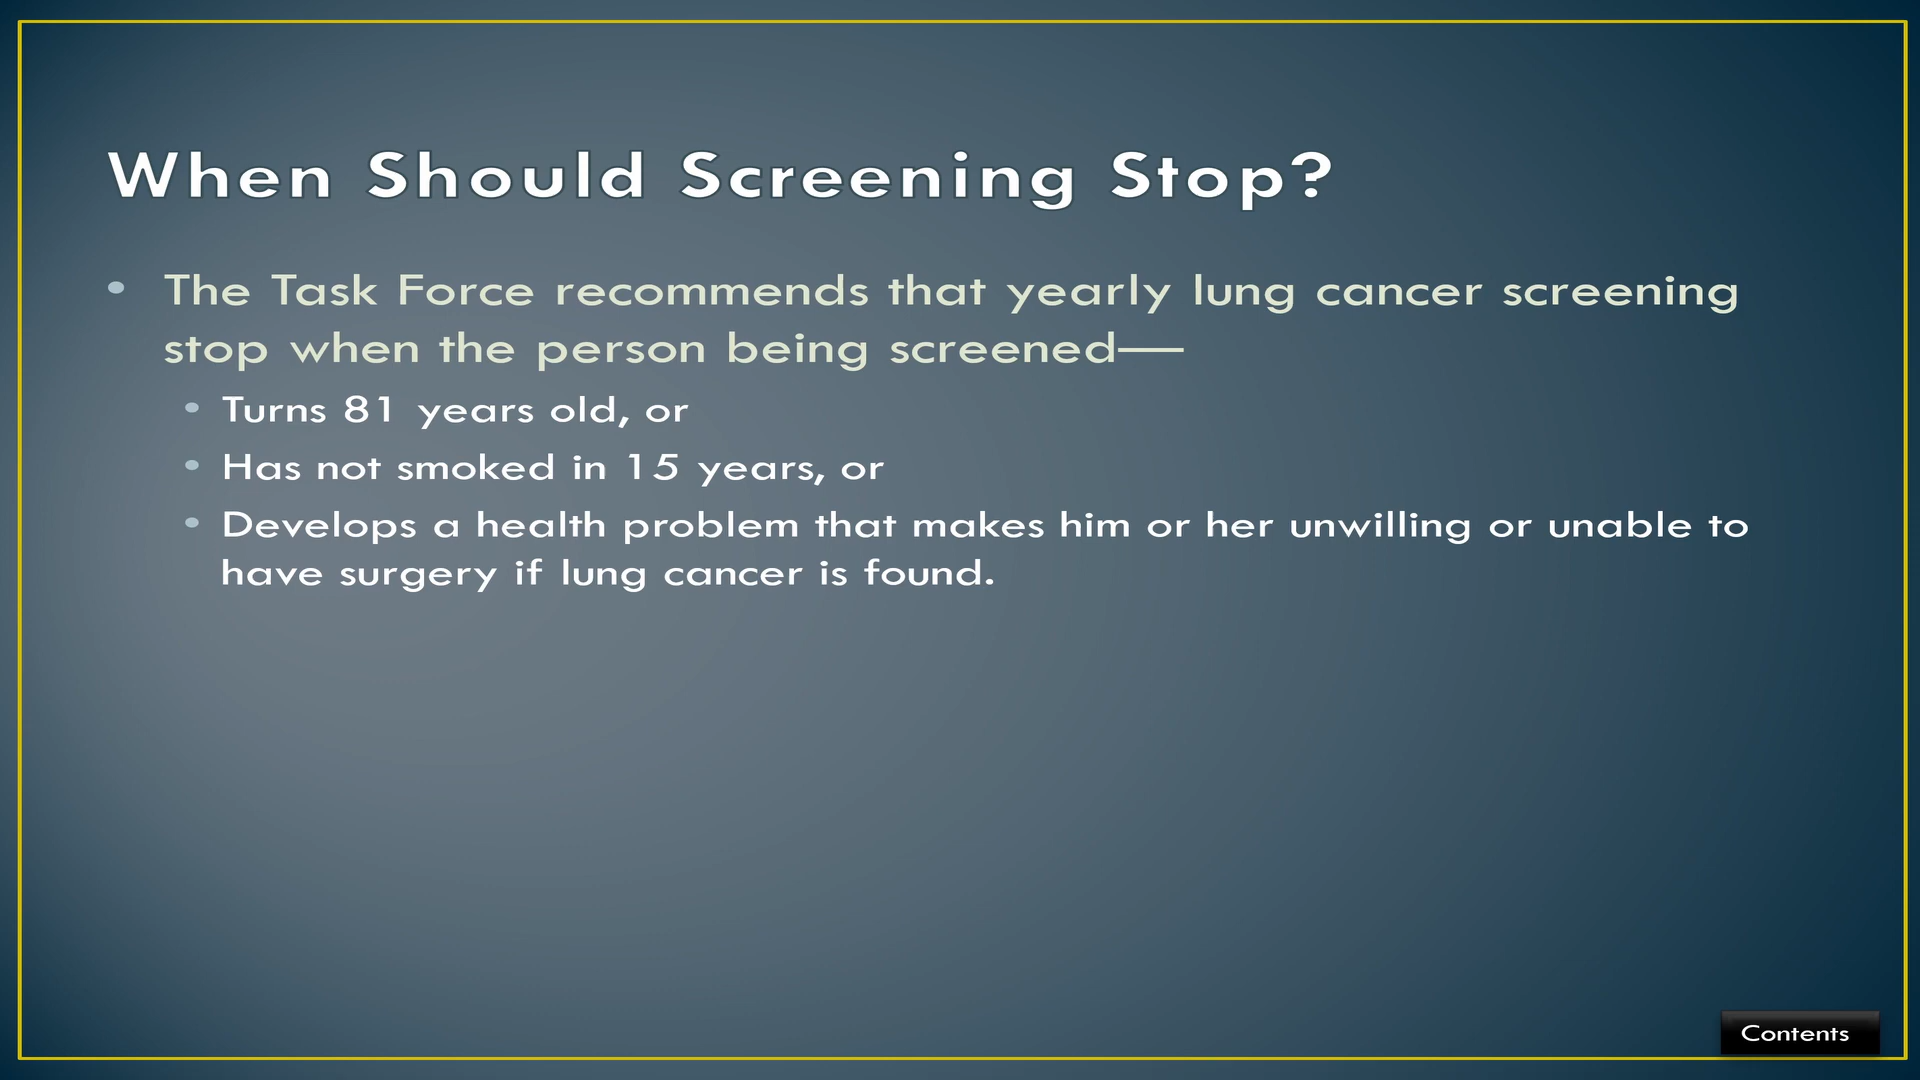 When Should Screening Stop?
• The Task Force recommends that yearly lung cancer screening
stop when the person being screened—
• Turns 81 years old, or
• Has not smoked in 15 years, or
• Develops a health problem that makes him or her unwilling or unable to
have surgery if lung cancer is found.
Contents